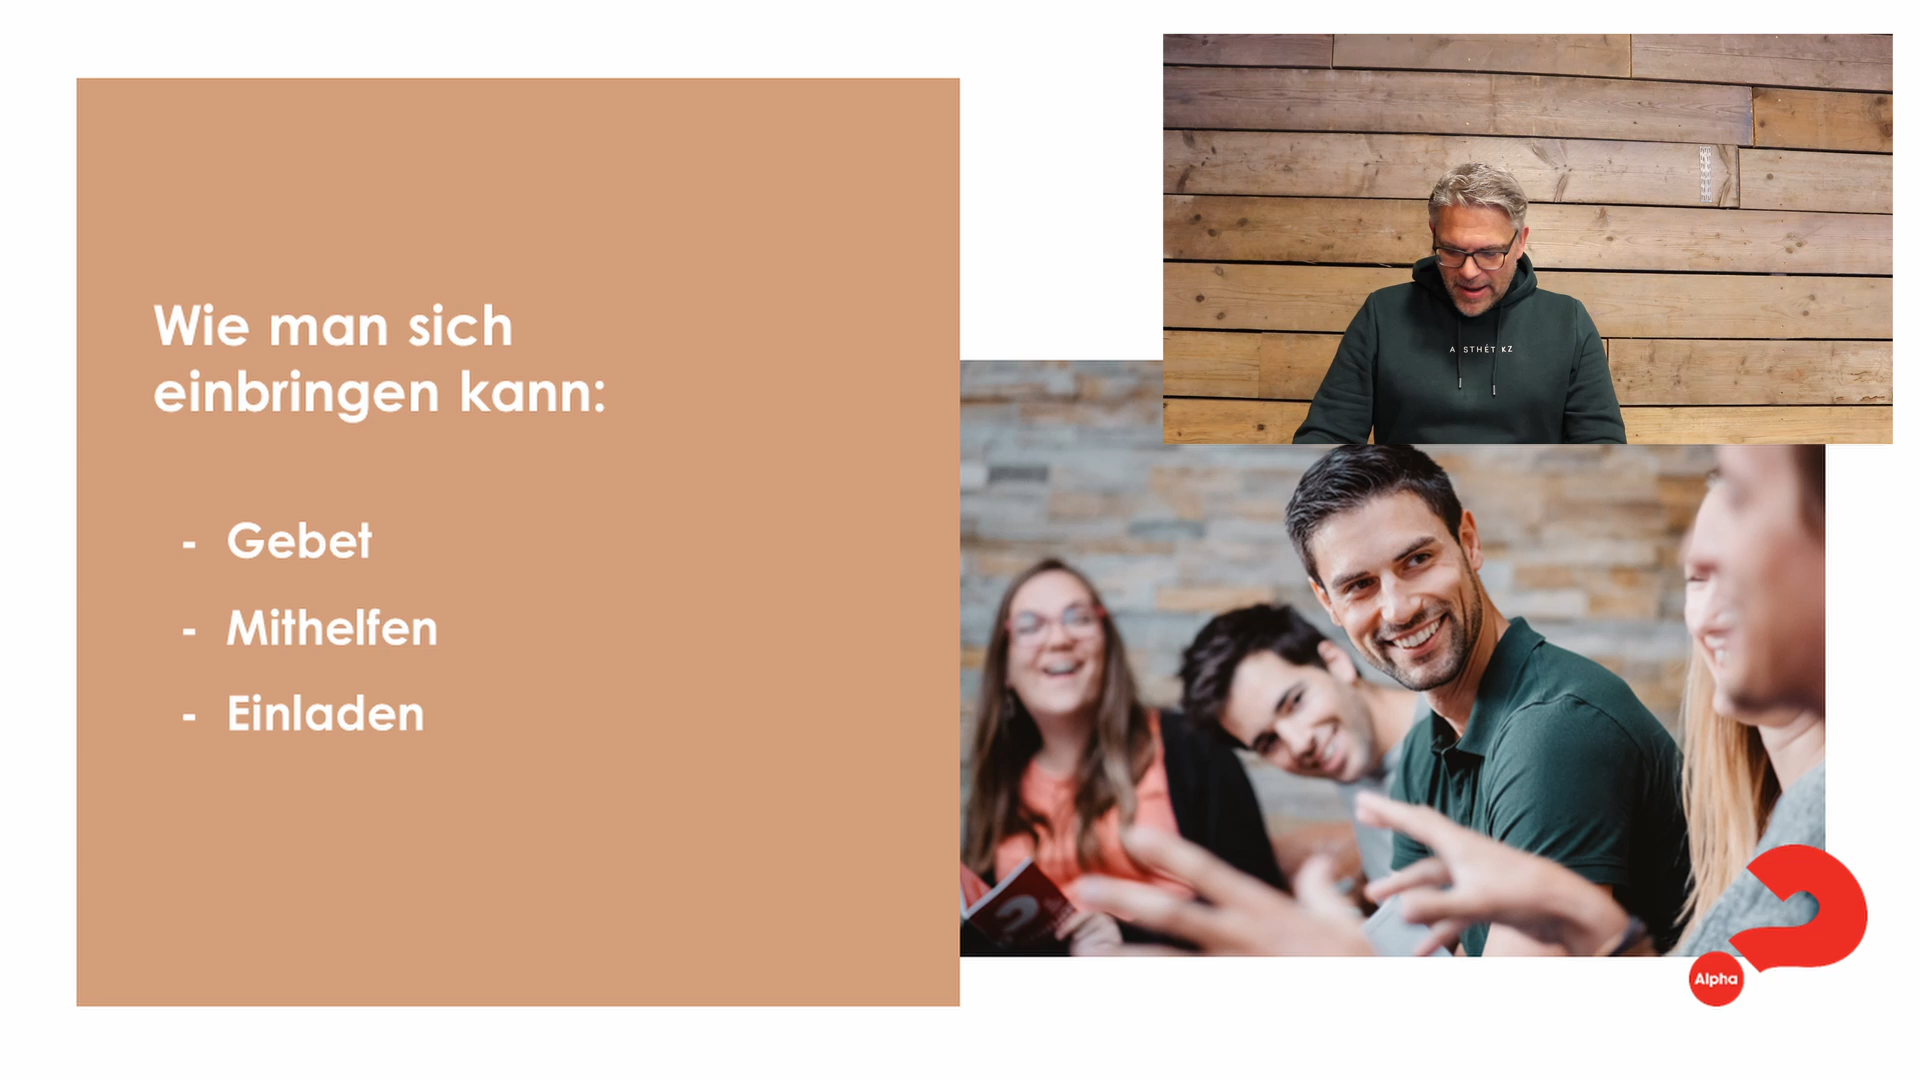 Wie man sich
einbringen kann:
- Gebet
- Mithelfen
- Einladen
Alpha